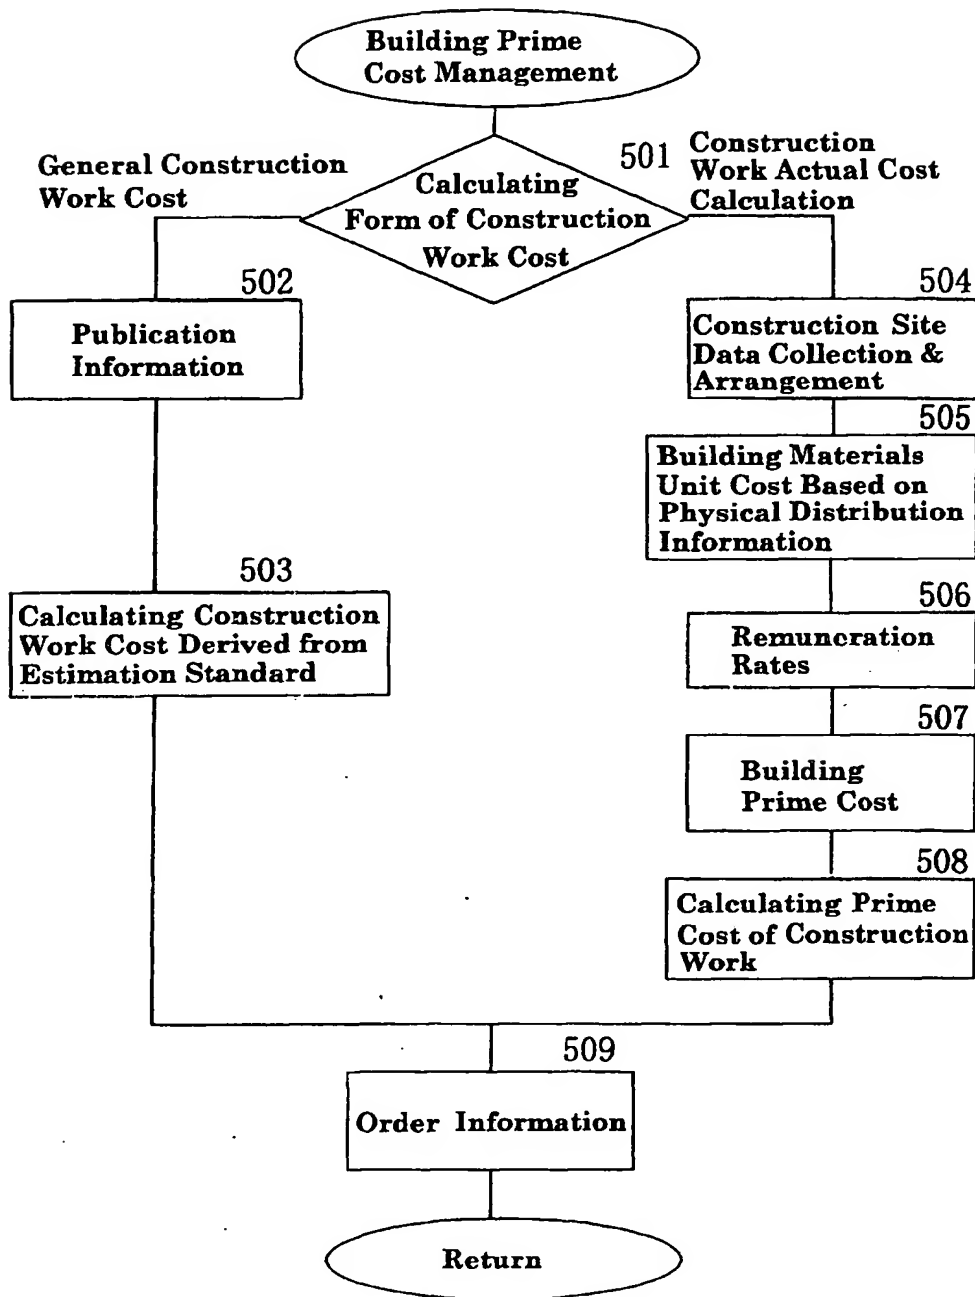 Building Prime
Cost Management
General Construction
Work Cost
501
Construction
Work Actual Cost
Calculation
Calculating
Form of Construction
Work Cost
502
Publication
Information
503
Calculating Construction
Work Cost Derived from
Estimation Standard
504
Construction Site
Data Collection &
Arrangement
505
Building Materials
Unit Cost Based on
Physical Distribution
Information
506
Remuncration
Rates
507
Building
Prime Cost
508
Calculating Prime
Cost of Construction
Work
509
Order Information
Return